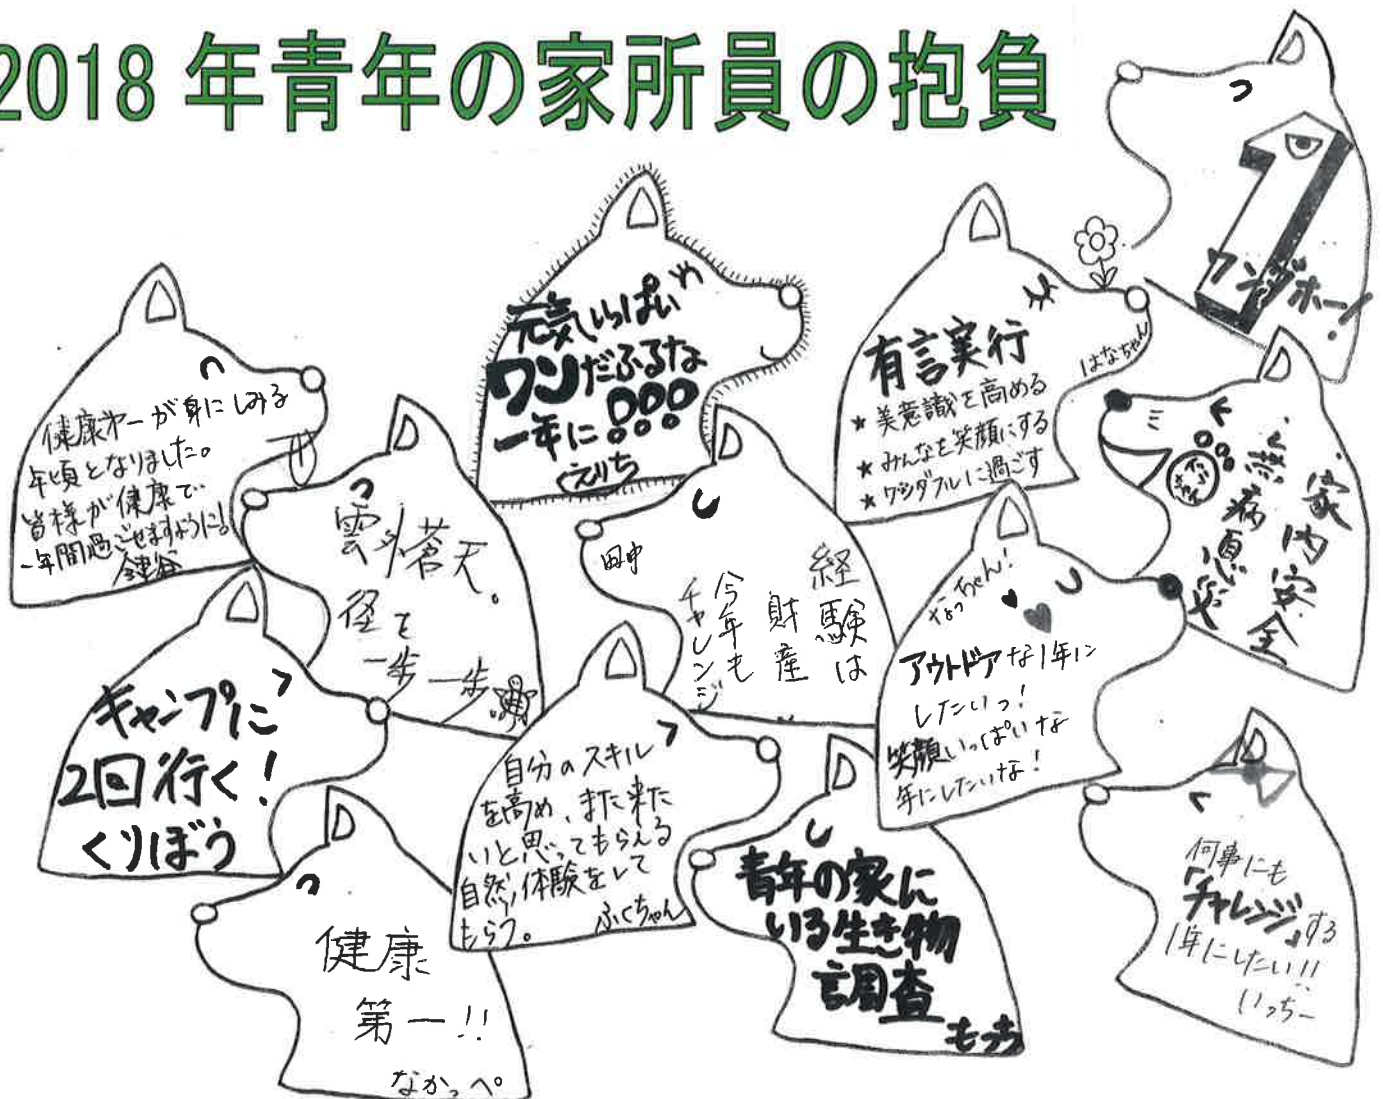 2018年青年の家所員の抱負
1
ワンダホー!
元気いっぱい
ワンだふるな
一年に!!!
えりち
有言実行
★美意識を高める
★みんなを笑顔にする
★ワンダフルに過ごす
はなちゃん
健康第一が身にしみる
年頃となりました。
皆様が健康で
一年間過ごせますように!
鎌谷
雲外蒼天。
径を
一歩一歩
経験は
財産
今年も
チャレンジ
田中
家内安全
無病息災
なっちゃん!
アウトドアな1年に
したいっ!
笑顔いっぱいな
年にしたいな!
キャンプに
2回行く!
くりぼう
自分のスキル
を高め、また来た
いと思ってもらえる
自然体験をして
もらう。
ふくちゃん
青年の家に
いる生き物
調査
もっち
何事にも
『チャレンジ』する
1年にしたい!!
いっちー
健康
第一!!
なかっぺ